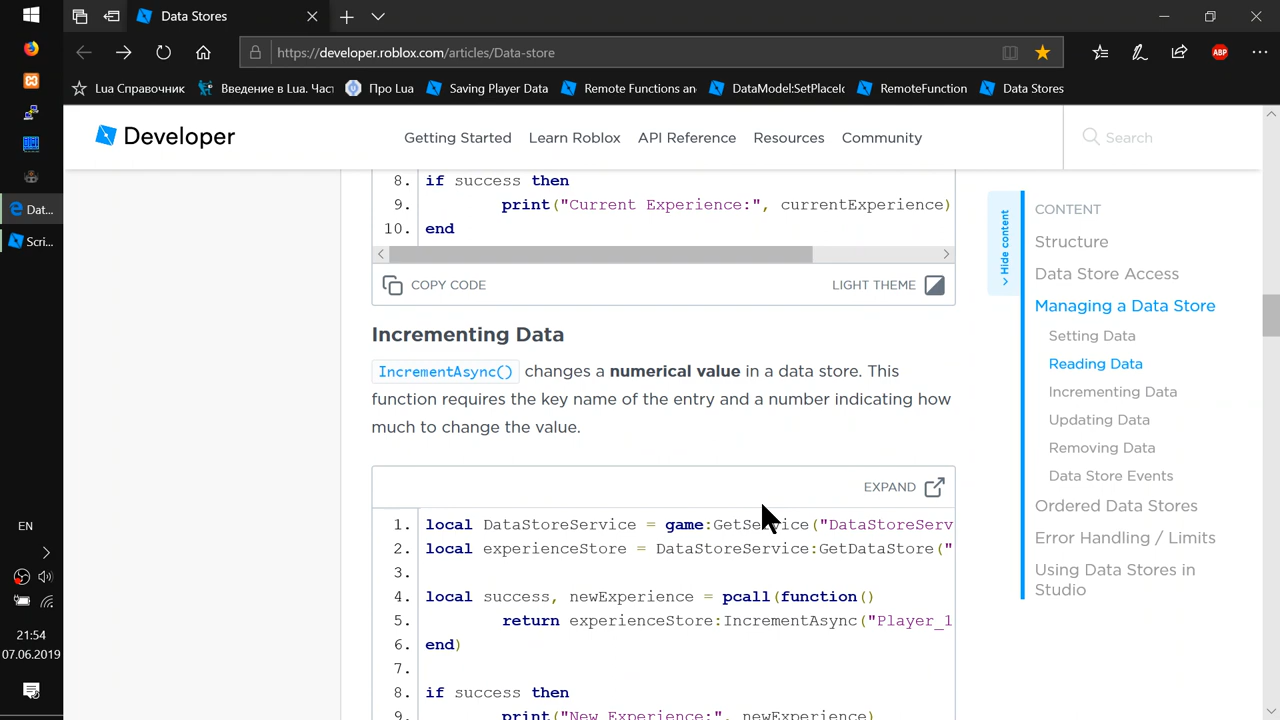 Data Stores
https://developer.roblox.com/articles/Data-store
ABP
Lua Справочник
Введение в Lua. Час
Про Lua
Saving Player Data
Remote Functions an
DataModel:SetPlaceI
RemoteFunction
Data Stores
Dat...
Scri...
Developer
Getting Started
Learn Roblox
API Reference
Resources
Community
Search
8. if success then
9. print("Current Experience:", currentExperience)
10. end
COPY CODE
LIGHT THEME
Incrementing Data
IncrementAsync() changes a numerical value in a data store. This
function requires the key name of the entry and a number indicating how
much to change the value.
EXPAND
1. local DataStoreService = game:GetService("DataStoreServ
2. local experienceStore = DataStoreService:GetDataStore("
3.
4. local success, newExperience = pcall(function()
5. return experienceStore:IncrementAsync("Player_1
6. end)
7.
8. if success then
9. print("New Experience:", newExperience)
Hide content
CONTENT
Structure
Data Store Access
Managing a Data Store
Setting Data
Reading Data
Incrementing Data
Updating Data
Removing Data
Data Store Events
Ordered Data Stores
Error Handling / Limits
Using Data Stores in
Studio
EN
21:54
07.06.2019